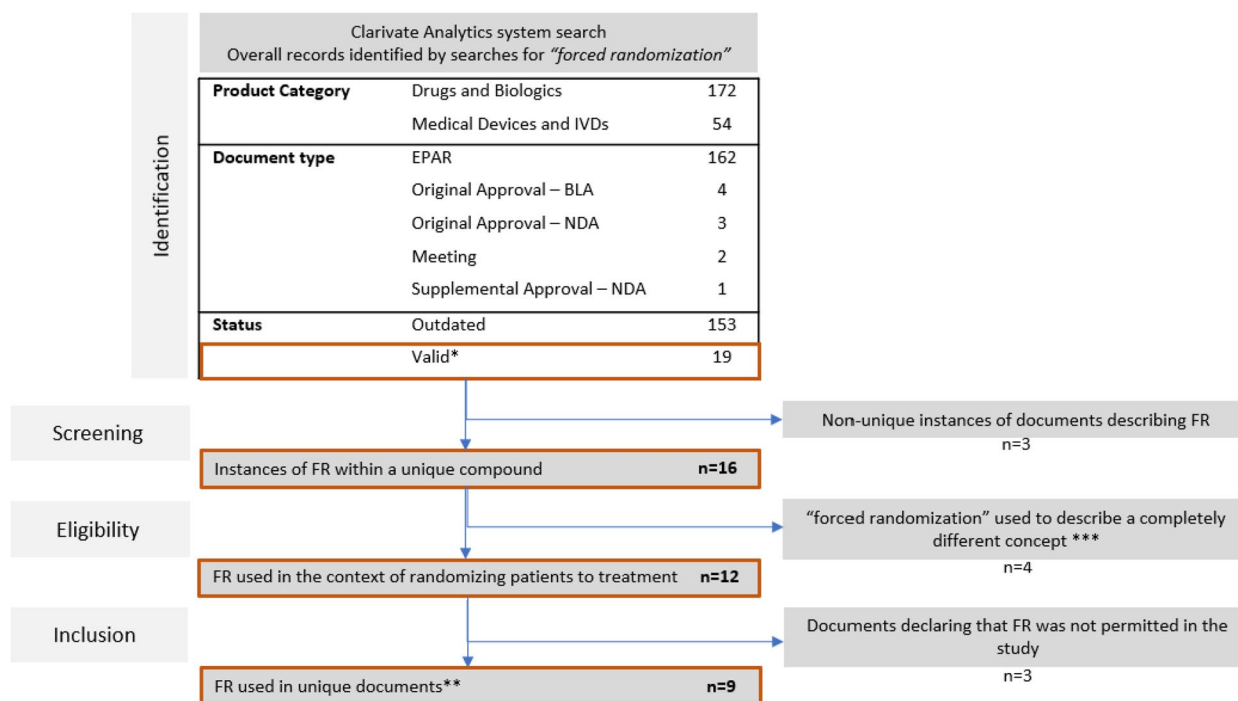 Clarivate Analytics system search
Overall records identified by searches for “forced randomization”
Identification
Product Category Drugs and Biologics 172
Medical Devices and IVDs 54
Document type EPAR 162
Original Approval – BLA 4
Original Approval – NDA 3
Meeting 2
Supplemental Approval – NDA 1
Status Outdated 153
Valid* 19
Screening
Non-unique instances of documents describing FR
n=3
Instances of FR within a unique compound n=16
Eligibility
“forced randomization” used to describe a completely
different concept ***
n=4
FR used in the context of randomizing patients to treatment n=12
Inclusion
Documents declaring that FR was not permitted in the
study
n=3
FR used in unique documents** n=9